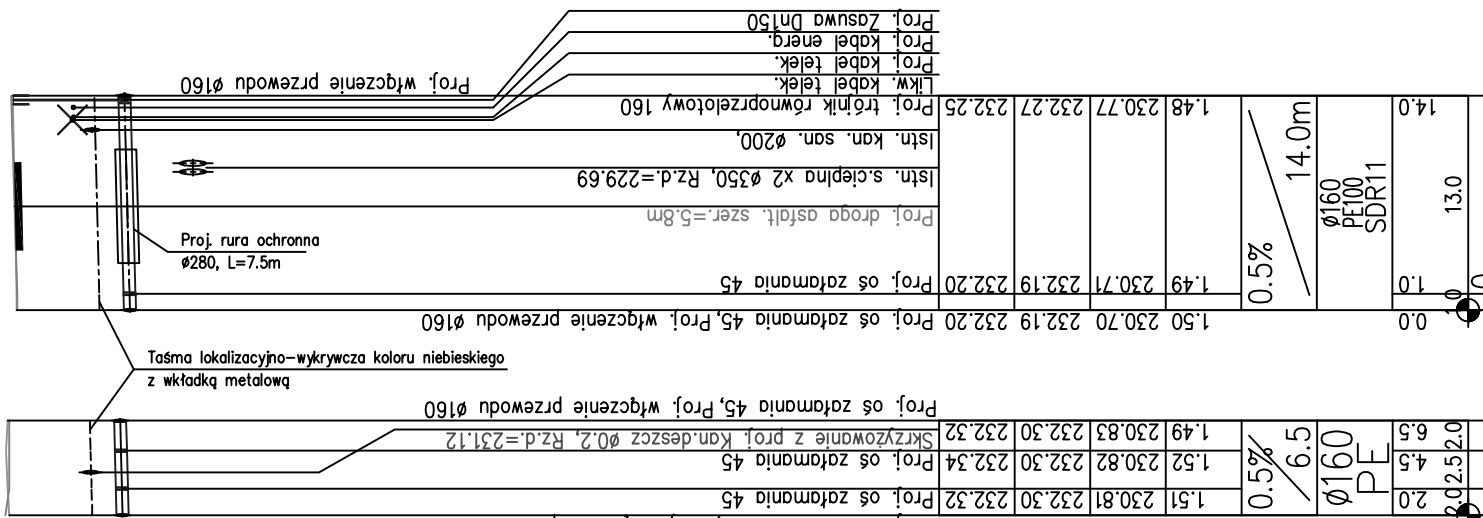 Proj. Zasuwa Dn150
Proj. kabel energ.
Proj. kabel telek.
Likw. kabel telek.
Proj. włączenie przewodu ø160
Proj. trójnik równoprzelotowy 160 232.25 232.27 230.77 1.48 14.0
Istn. kan. san. ø200,
Istn. s.cieplna x2 ø350, Rz.d.=229.69
Proj. droga asfalt. szer.=5.8m
Proj. rura ochronna
ø280, L=7.5m
0.5% 14.0m
ø160
PE100
SDR11
13.0
Proj. oś załamania 45 232.20 232.19 230.71 1.49 1.0
1.0
Proj. oś załamania 45, Proj. włączenie przewodu ø160 232.20 232.19 230.70 1.50 0.0
Taśma lokalizacyjno-wykrywcza koloru niebieskiego
z wkładką metalową
Proj. oś załamania 45, Proj. włączenie przewodu ø160
232.32 232.30 230.83 1.49 6.5
Skrzyżowanie z proj. Kan.deszcz ø0.2, Rz.d.=231.12
Proj. oś załamania 45 232.34 232.30 230.82 1.52 4.5
Proj. oś załamania 45 232.32 232.30 230.81 1.51 2.0
0.5% 6.5
ø160
PE
2.0 2.5 2.0